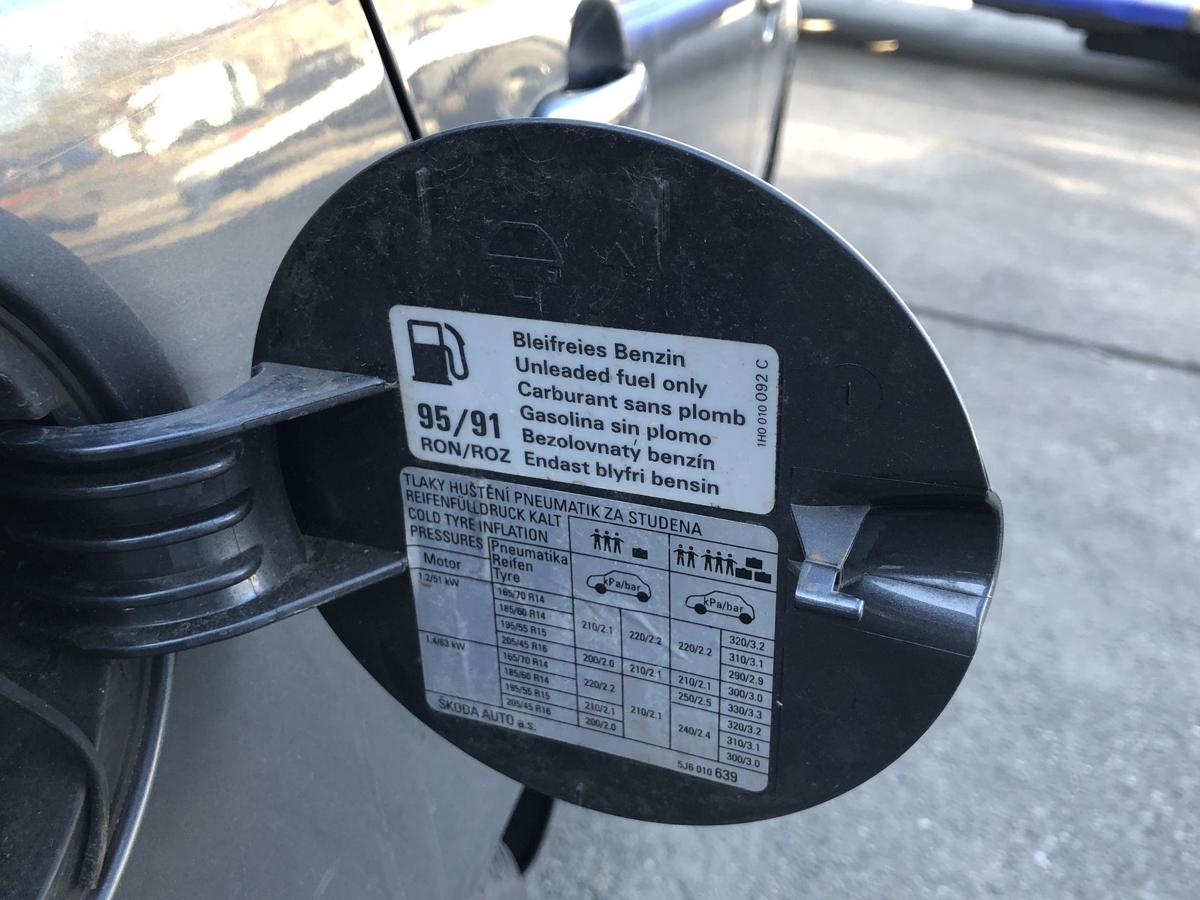 Bleifreies Benzin
Unleaded fuel only
Carburant sans plomb
Gasolina sin plomo
Bezolovnatý benzín
Endast blyfri bensin
95/91
RON/ROZ
1H0 010 092 C
TLAKY HUŠTĚNÍ PNEUMATIK ZA STUDENA
REIFENFÜLLDRUCK KALT
COLD TYRE INFLATION
PRESSURES
Motor
Pneumatika
Reifen
Tyre
kPa/bar
kPa/bar
1.2/51 kW
165/70 R14
185/60 R14
195/55 R15
205/45 R16
1.4/63 kW
165/70 R14
185/60 R14
195/55 R15
205/45 R16
210/2.1
200/2.0
220/2.2
210/2.1
200/2.0
220/2.2
210/2.1
210/2.1
220/2.2
210/2.1
250/2.5
240/2.4
320/3.2
310/3.1
290/2.9
300/3.0
330/3.3
320/3.2
310/3.1
300/3.0
ŠKODA AUTO a.s.
5J6 010 639
1